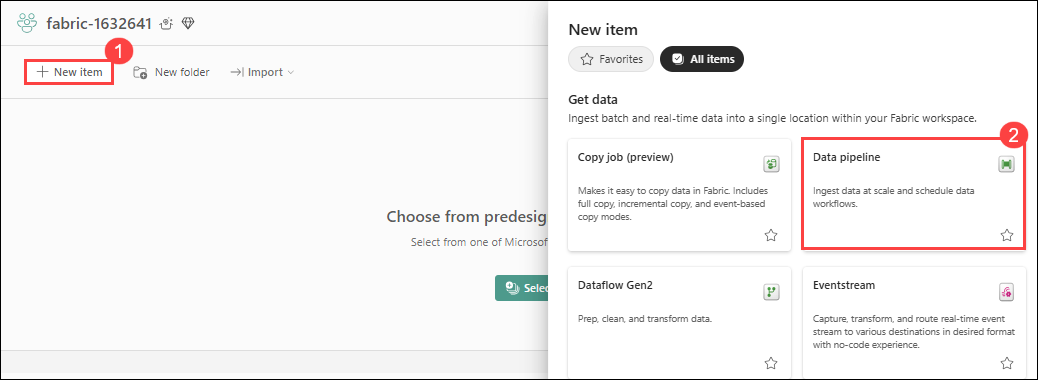 fabric-1632641
1
New item
New folder
Import
Choose from predesig
Select from one of Microsof
Selec
New item
Favorites
All items
Get data
Ingest batch and real-time data into a single location within your Fabric workspace.
2
Copy job (preview)
Makes it easy to copy data in Fabric. Includes
full copy, incremental copy, and event-based
copy modes.
Data pipeline
Ingest data at scale and schedule data
workflows.
Dataflow Gen2
Prep, clean, and transform data.
Eventstream
Capture, transform, and route real-time event
stream to various destinations in desired format
with no-code experience.